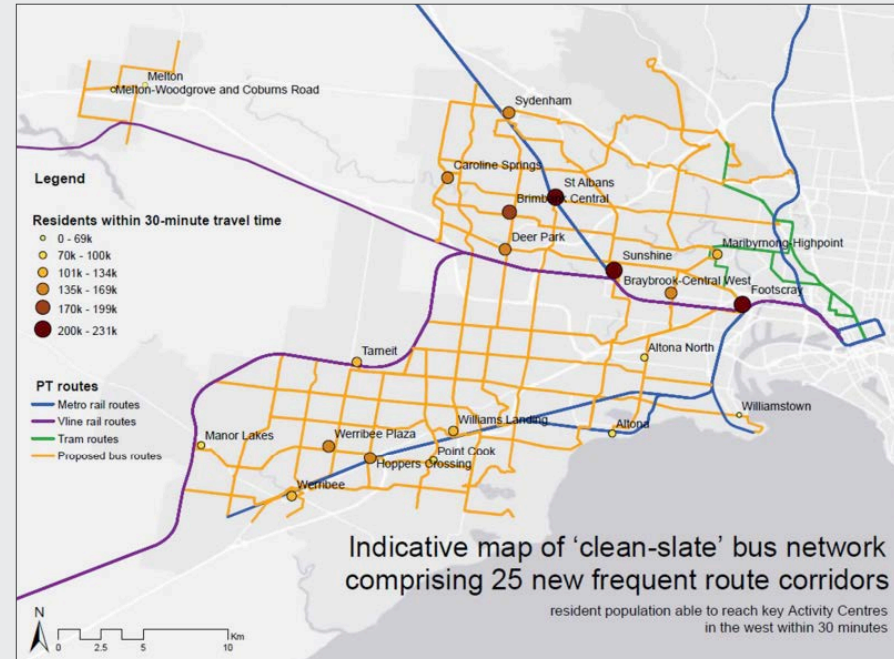 Melton
Melton-Woodgrove and Coburns Road
Sydenham
Legend
Caroline Springs
St Albans
Residents within 30-minute travel time
Brimbank Central
0 - 69k
70k - 100k
101k - 134k
135k - 169k
170k - 199k
200k - 231k
Deer Park
Maribyrnong-Highpoint
Sunshine
Braybrook-Central West
Footscray
Tarneit
Altona North
PT routes
Metro rail routes
Vline rail routes
Tram routes
Proposed bus routes
Williamstown
Manor Lakes
Werribee Plaza
Williams Landing
Altona
Point Cook
Hoppers Crossing
Werribee
Indicative map of ‘clean-slate’ bus network
comprising 25 new frequent route corridors
resident population able to reach key Activity Centres
in the west within 30 minutes
N
Km
0 2.5 5 10